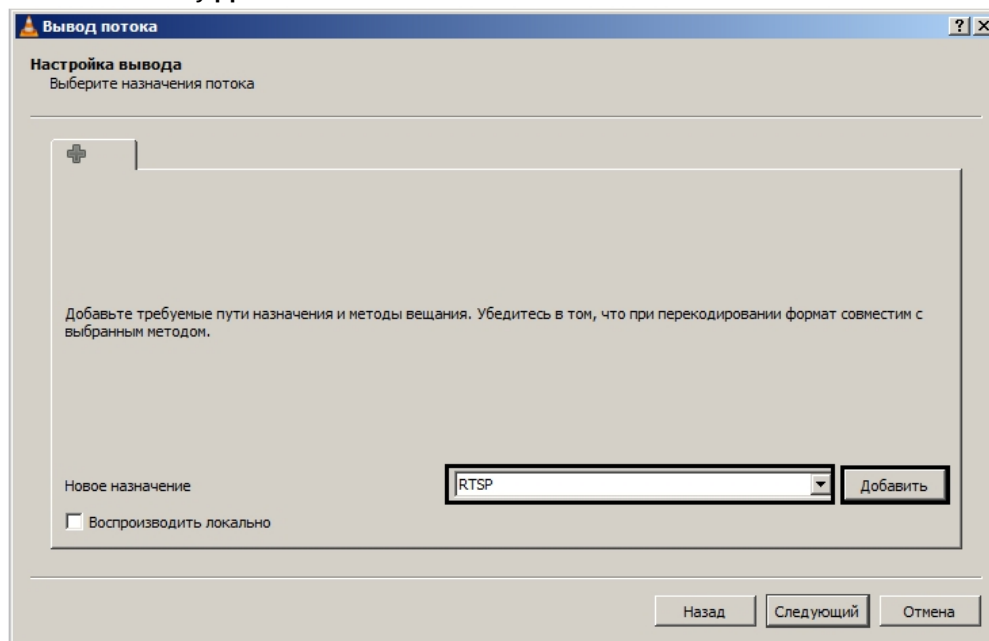 Вывод потока
Настройка вывода
Выберите назначения потока
Добавьте требуемые пути назначения и методы вещания. Убедитесь в том, что при перекодировании формат совместим с
выбранным методом.
Новое назначение
RTSP
Добавить
Воспроизводить локально
Назад
Следующий
Отмена